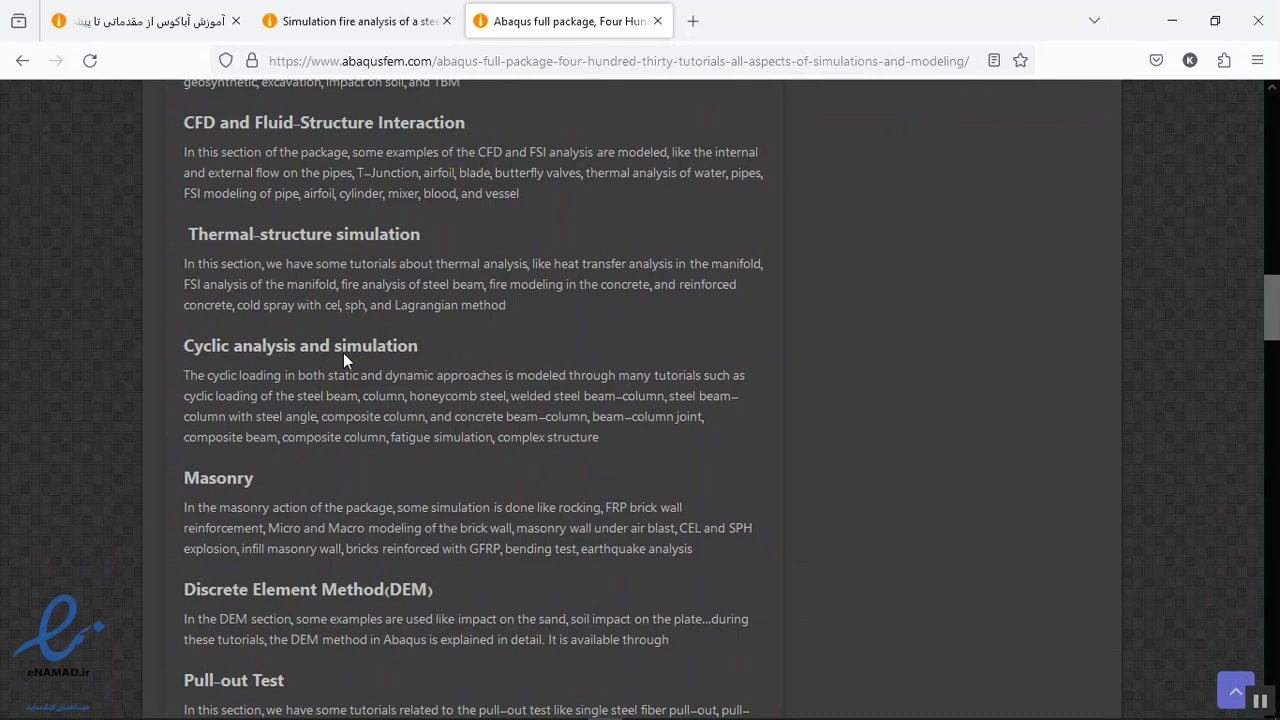 آموزش آباکوس از مقدماتی تا پیش
Simulation fire analysis of a stee
Abaqus full package, Four Hun
https://www.abaqusfem.com/abaqus-full-package-four-hundred-thirty-tutorials-all-aspects-of-simulations-and-modeling/
K
geosynthetic, excavation, impact on soil, and TBM
CFD and Fluid-Structure Interaction
In this section of the package, some examples of the CFD and FSI analysis are modeled, like the internal
and external flow on the pipes, T-Junction, airfoil, blade, butterfly valves, thermal analysis of water, pipes,
FSI modeling of pipe, airfoil, cylinder, mixer, blood, and vessel
Thermal-structure simulation
In this section, we have some tutorials about thermal analysis, like heat transfer analysis in the manifold,
FSI analysis of the manifold, fire analysis of steel beam, fire modeling in the concrete, and reinforced
concrete, cold spray with cel, sph, and Lagrangian method
Cyclic analysis and simulation
The cyclic loading in both static and dynamic approaches is modeled through many tutorials such as
cyclic loading of the steel beam, column, honeycomb steel, welded steel beam-column, steel beam-
column with steel angle, composite column, and concrete beam-column, beam-column joint,
composite beam, composite column, fatigue simulation, complex structure
Masonry
In the masonry action of the package, some simulation is done like rocking, FRP brick wall
reinforcement, Micro and Macro modeling of the brick wall, masonry wall under air blast, CEL and SPH
explosion, infill masonry wall, bricks reinforced with GFRP, bending test, earthquake analysis
Discrete Element Method(DEM)
In the DEM section, some examples are used like impact on the sand, soil impact on the plate...during
these tutorials, the DEM method in Abaqus is explained in detail. It is available through
Pull-out Test
In this section, we have some tutorials related to the pull-out test like single steel fiber pull-out, pull-
eNAMAD.ir